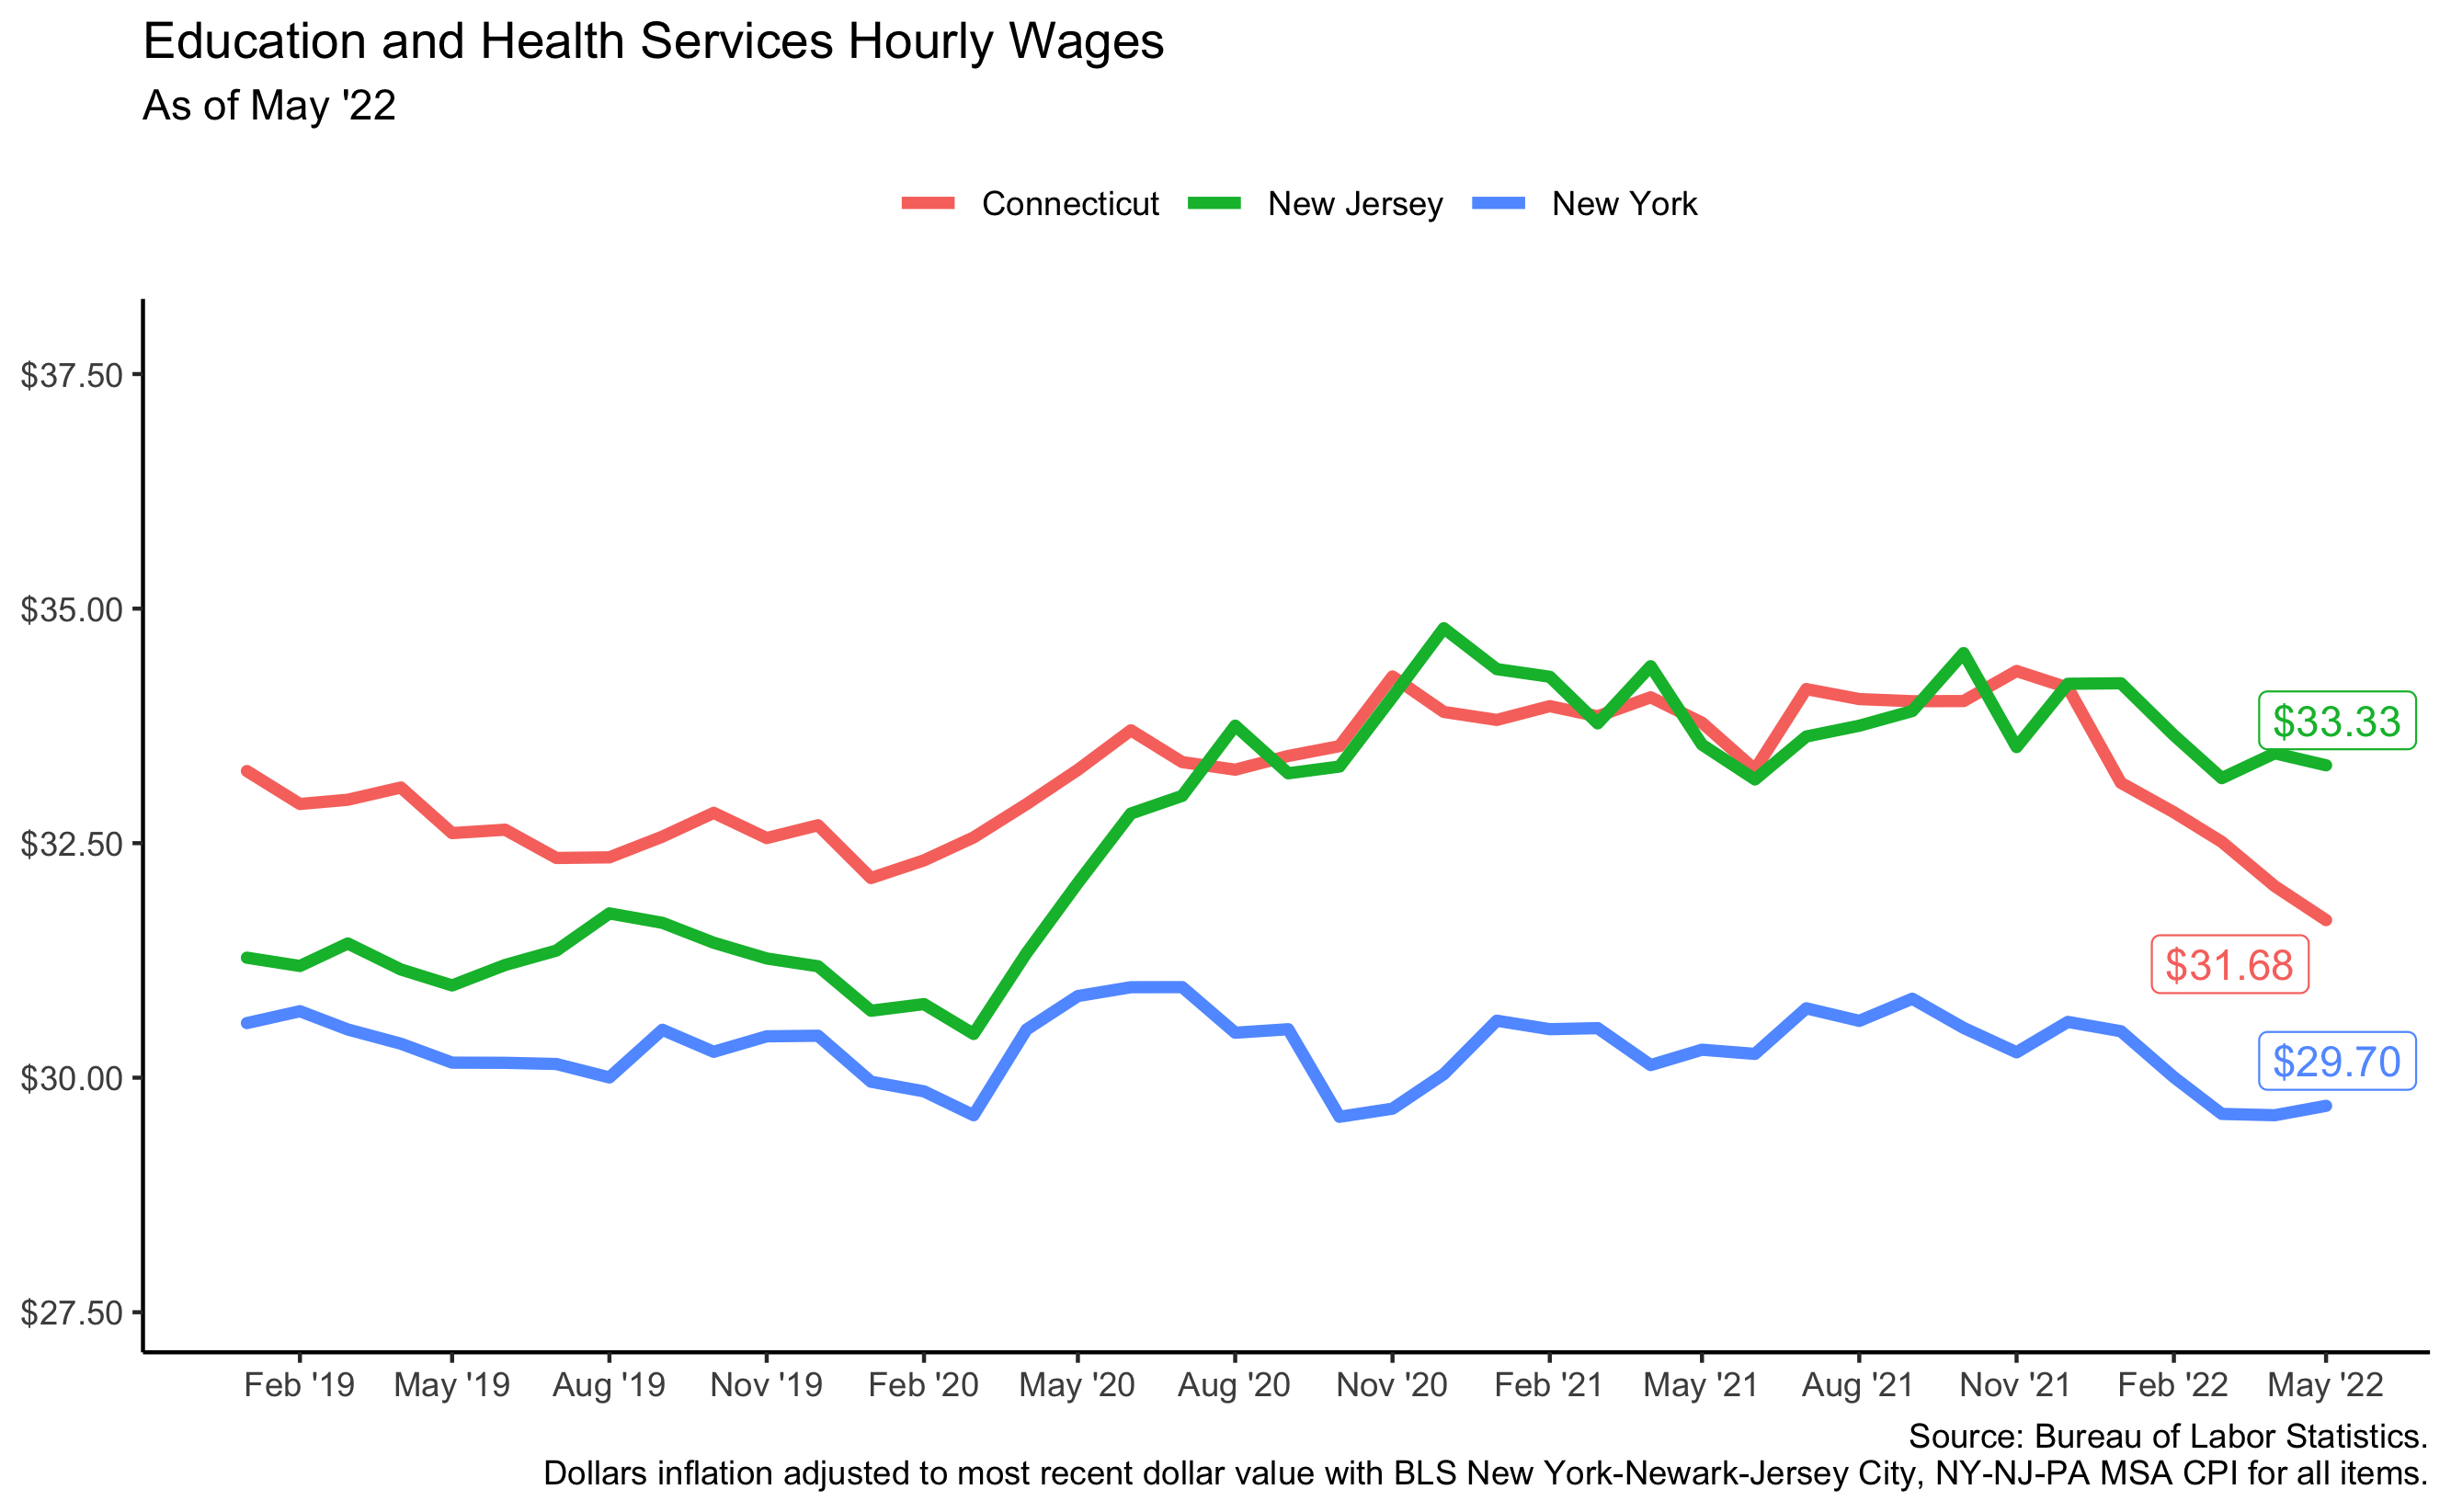 Education and Health Services Hourly Wages
As of May '22
Connecticut New Jersey New York
$37.50
$35.00
$32.50
$30.00
$27.50
$33.33
$31.68
$29.70
Feb '19 May '19 Aug '19 Nov '19 Feb '20 May '20 Aug '20 Nov '20 Feb '21 May '21 Aug '21 Nov '21 Feb '22 May '22
Source: Bureau of Labor Statistics.
Dollars inflation adjusted to most recent dollar value with BLS New York-Newark-Jersey City, NY-NJ-PA MSA CPI for all items.